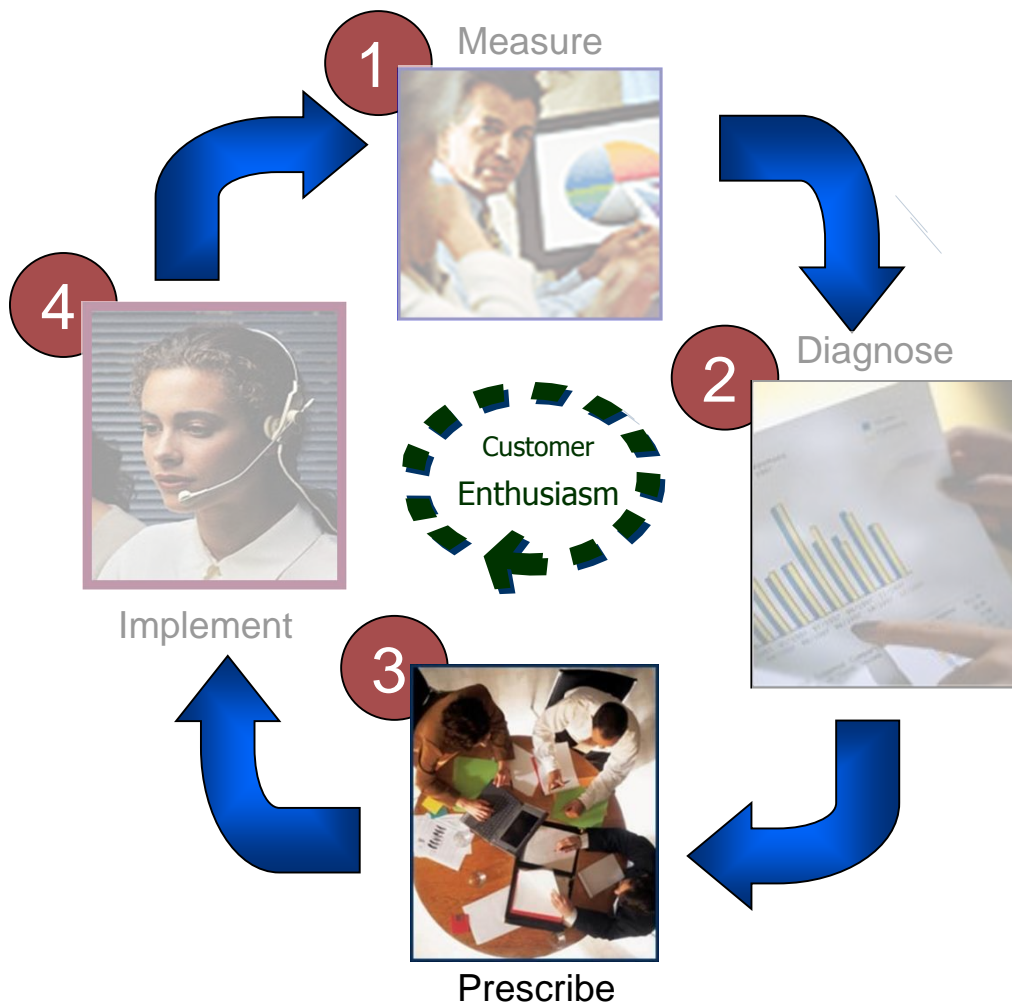 1
Measure
2
Diagnose
3
Prescribe
4
Implement
Customer
Enthusiasm